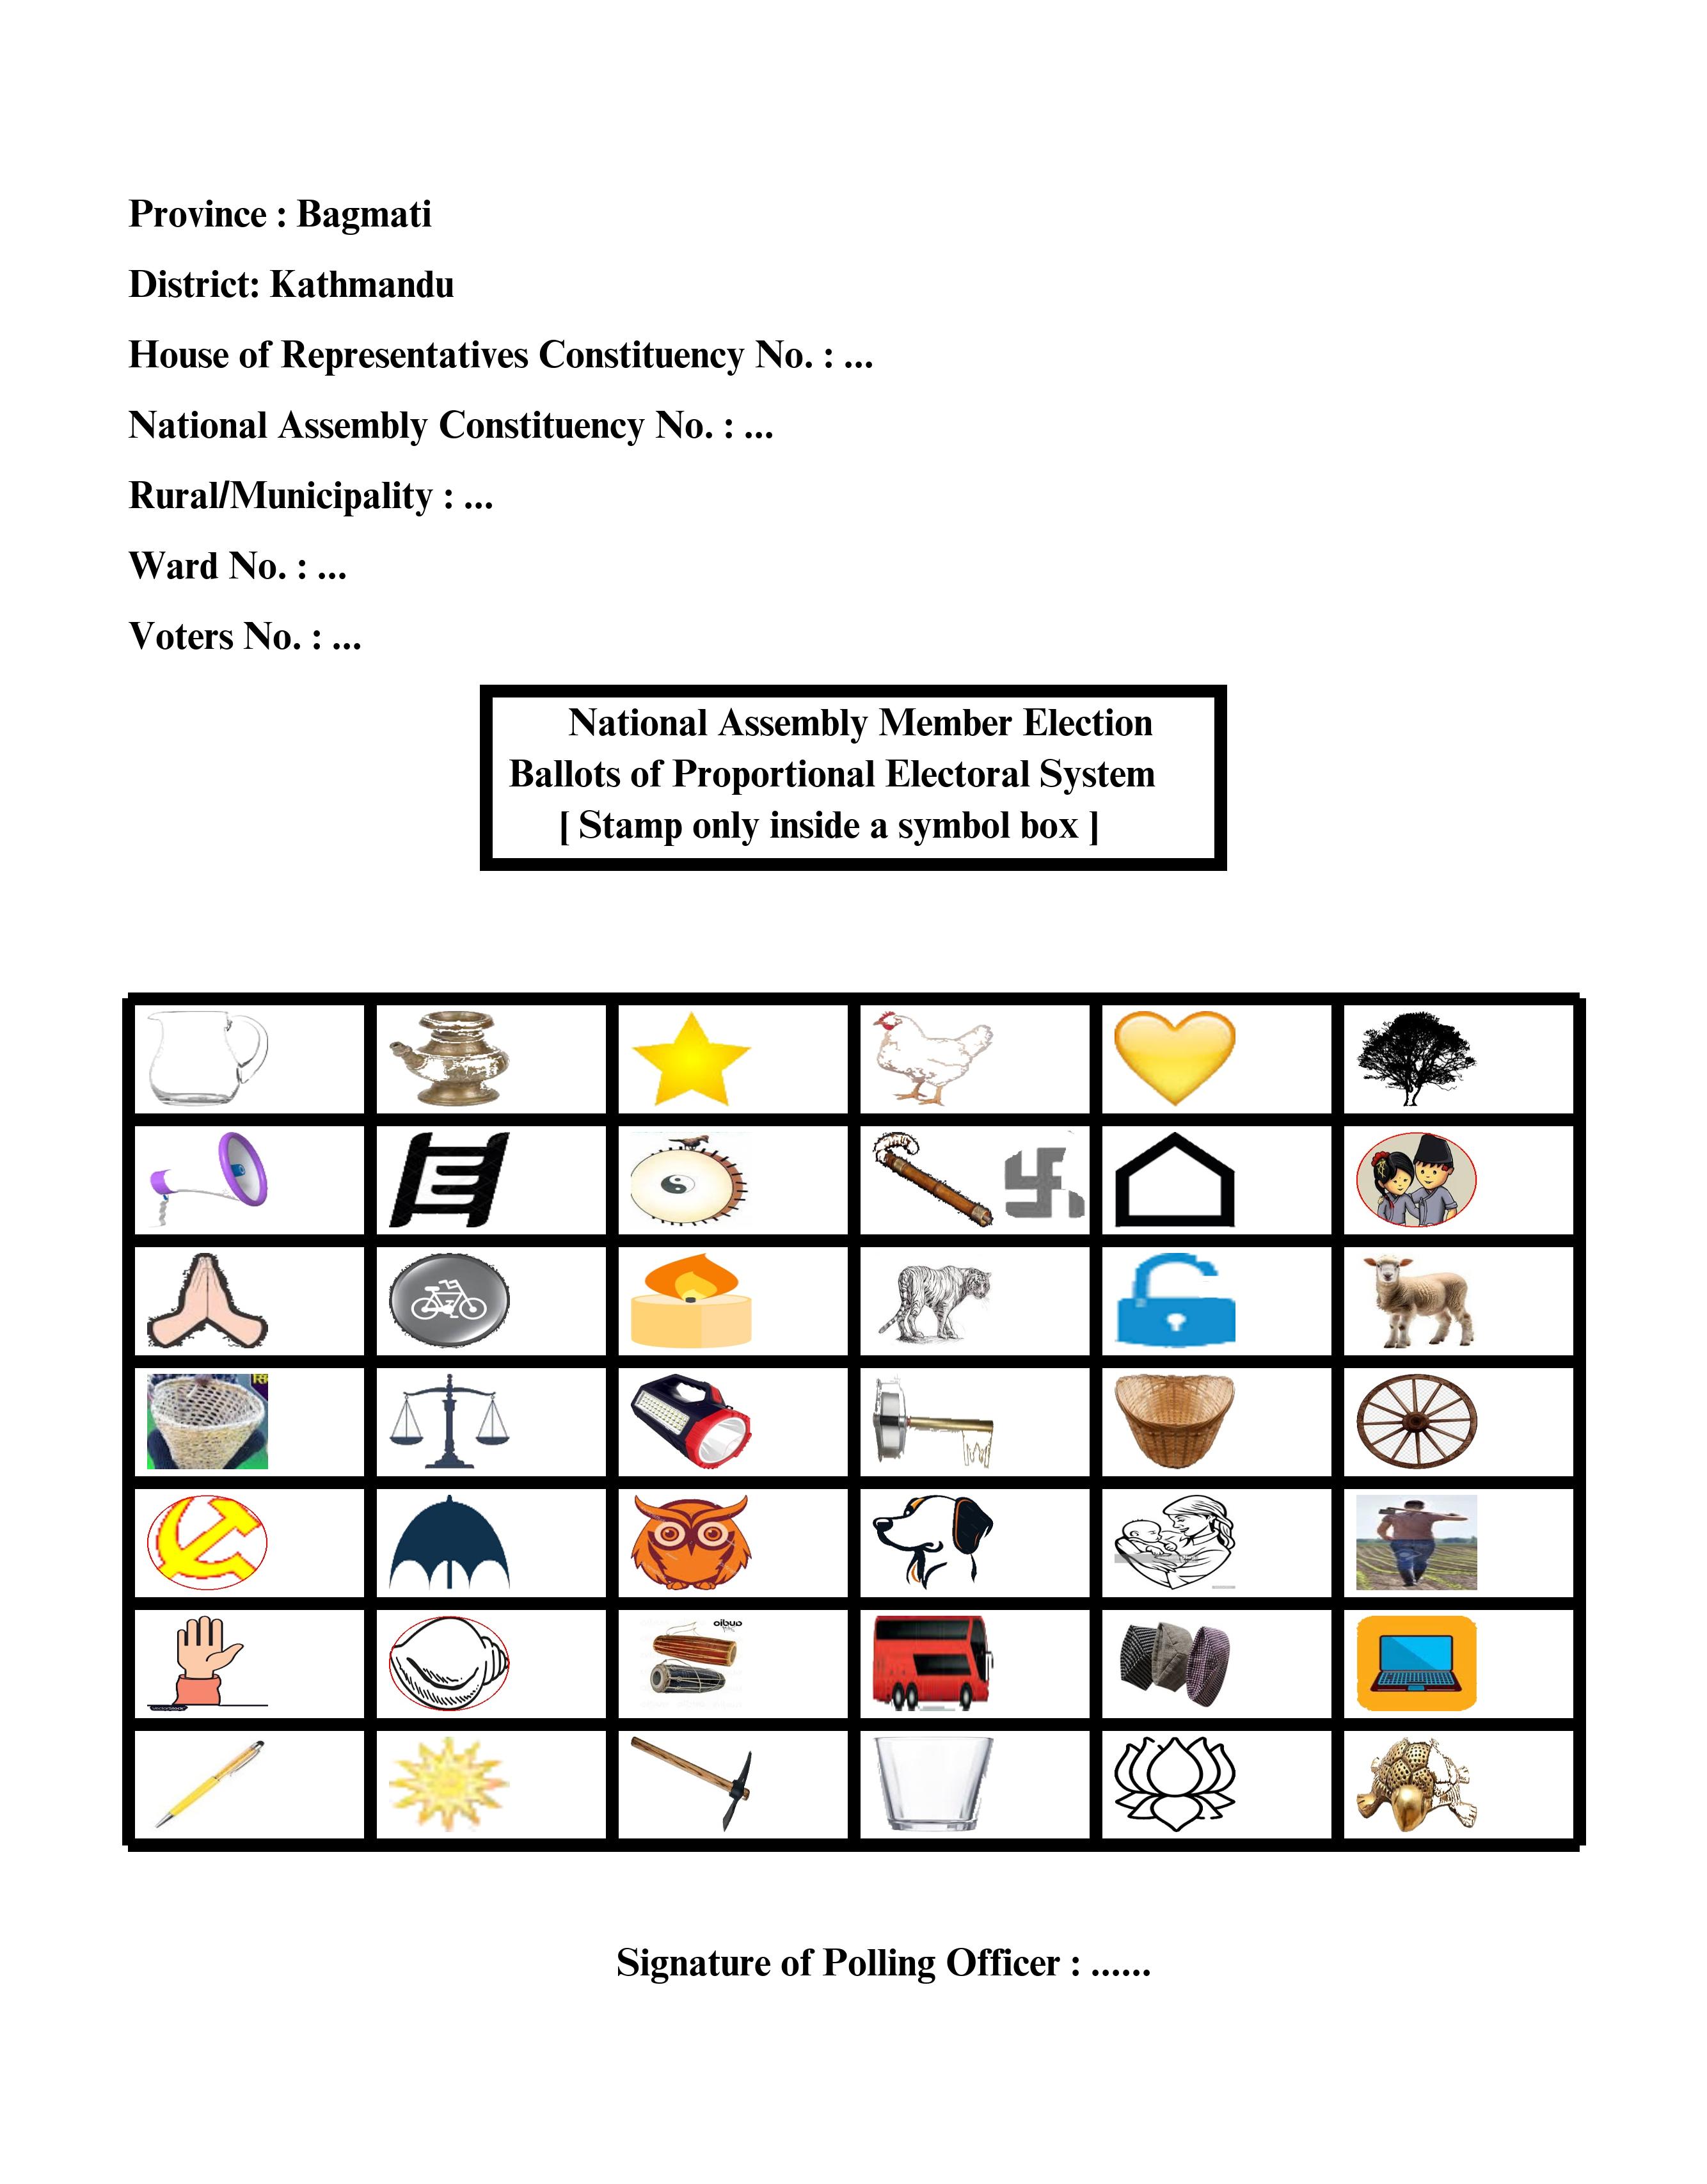 Province : Bagmati
District: Kathmandu
House of Representatives Constituency No. : ...
National Assembly Constituency No. : ...
Rural/Municipality : ...
Ward No. : ...
Voters No. : ...
National Assembly Member Election
Ballots of Proportional Electoral System
[ Stamp only inside a symbol box ]
Signature of Polling Officer : ......